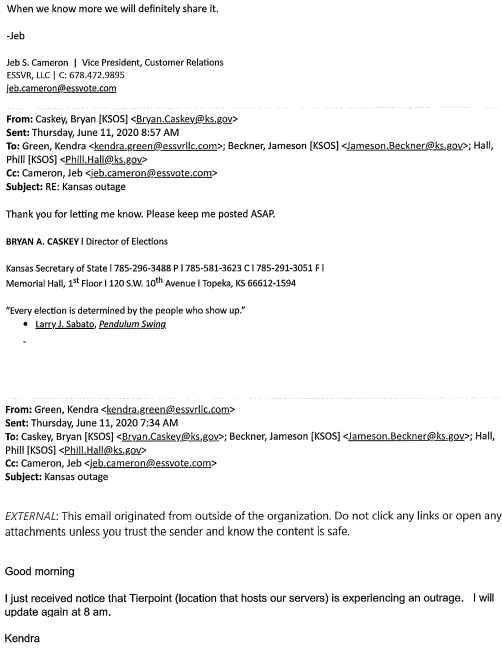 When we know more we will definitely share it.
-Jeb
Jeb S. Cameron | Vice President, Customer Relations
ESSVR, LLC | C: 678.472.9895
jeb.cameron@essvote.com
From: Caskey, Bryan [KSOS] <Bryan.Caskey@ks.gov>
Sent: Thursday, June 11, 2020 8:57 AM
To: Green, Kendra <kendra.green@essvrllc.com>; Beckner, Jameson [KSOS] <Jameson.Beckner@ks.gov>; Hall,
Phill [KSOS] <Phill.Hall@ks.gov>
Cc: Cameron, Jeb <jeb.cameron@essvote.com>
Subject: RE: Kansas outage
Thank you for letting me know. Please keep me posted ASAP.
BRYAN A. CASKEY I Director of Elections
Kansas Secretary of State I 785-296-3488 P I 785-581-3623 C I 785-291-3051 F I
Memorial Hall, 1st Floor I 120 S.W. 10th Avenue I Topeka, KS 66612-1594
“Every election is determined by the people who show up.”
• Larry J. Sabato, Pendulum Swing
-
From: Green, Kendra <kendra.green@essvrllc.com>
Sent: Thursday, June 11, 2020 7:34 AM
To: Caskey, Bryan [KSOS] <Bryan.Caskey@ks.gov>; Beckner, Jameson [KSOS] <Jameson.Beckner@ks.gov>; Hall,
Phill [KSOS] <Phill.Hall@ks.gov>
Cc: Cameron, Jeb <jeb.cameron@essvote.com>
Subject: Kansas outage
EXTERNAL: This email originated from outside of the organization. Do not click any links or open any
attachments unless you trust the sender and know the content is safe.
Good morning
I just received notice that Tierpoint (location that hosts our servers) is experiencing an outrage. I will
update again at 8 am.
Kendra